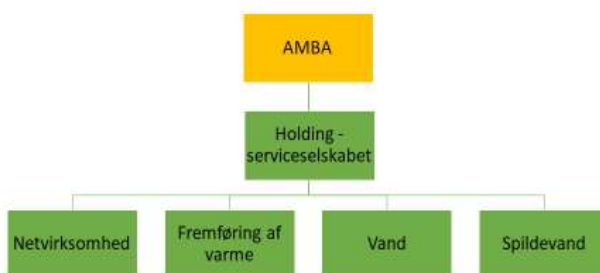 AMBA
Holding -
serviceselskabet
Netvirksomhed
Fremføring af
varme
Vand
Spildevand